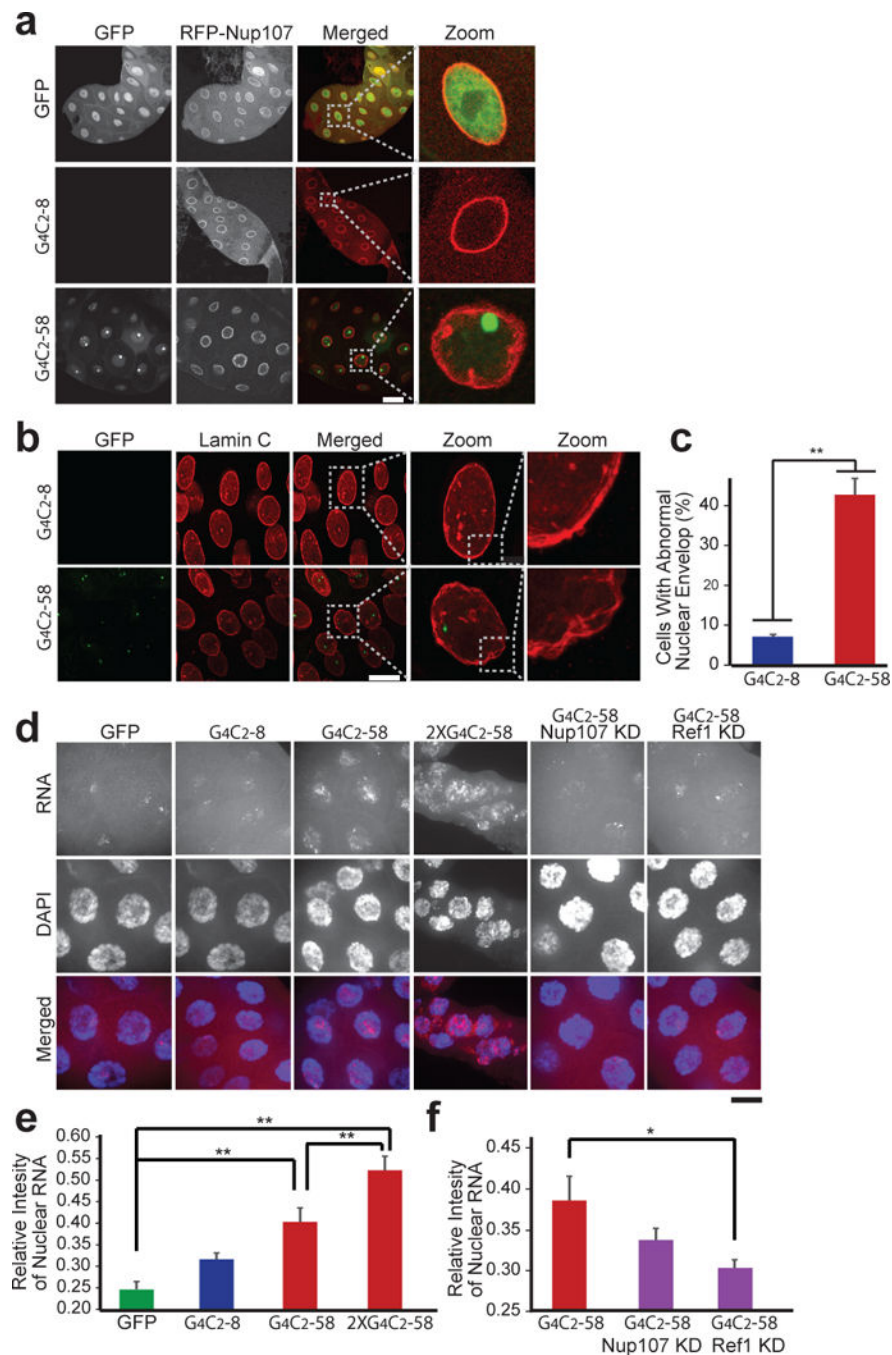 a
GFP RFP-Nup107 Merged Zoom
GFP
G4C2-8
G4C2-58
b
GFP Lamin C Merged Zoom Zoom
G4C2-8
G4C2-58
c
**
Cells With Abnormal
Nuclear Envelop (%)
40
30
20
10
0
G4C2-8 G4C2-58
d
GFP G4C2-8 G4C2-58 2XG4C2-58 G4C2-58 G4C2-58
Nup107 KD Ref1 KD
RNA
DAPI
Merged
e
Relative Intesity
of Nuclear RNA
0.60
0.55
0.50
0.45
0.40
0.35
0.30
0.25
0.20
**
**
**
GFP G4C2-8 G4C2-58 2XG4C2-58
f
Relative Intesity
of Nuclear RNA
0.45
0.40
0.35
0.30
0.25
*
G4C2-58 G4C2-58 G4C2-58
Nup107 KD Ref1 KD